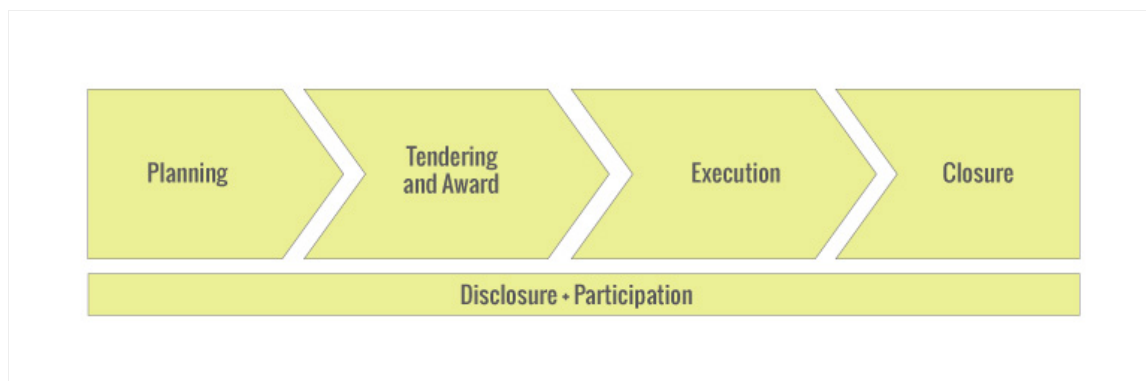 Planning
Tendering
and Award
Execution
Closure
Disclosure + Participation